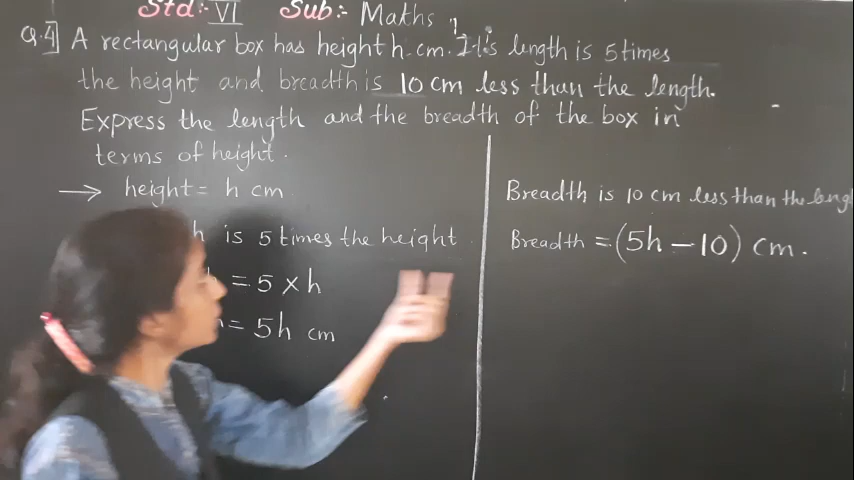 Std:- VI Sub:- Maths
Q.4] A rectangular box has height h cm. Its length is 5 times
the height and breadth is 10 cm less than the length.
Express the length and the breadth of the box in
terms of height.
→ height = h cm
h is 5 times the height
= 5 × h
= 5h cm
Breadth is 10 cm less than the leng
Breadth = (5h − 10) cm.